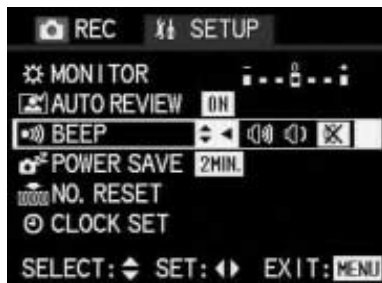 REC SETUP
MONITOR
AUTO REVIEW ON
BEEP
POWER SAVE 2MIN.
NO. RESET
CLOCK SET
SELECT: SET: EXIT: MENU